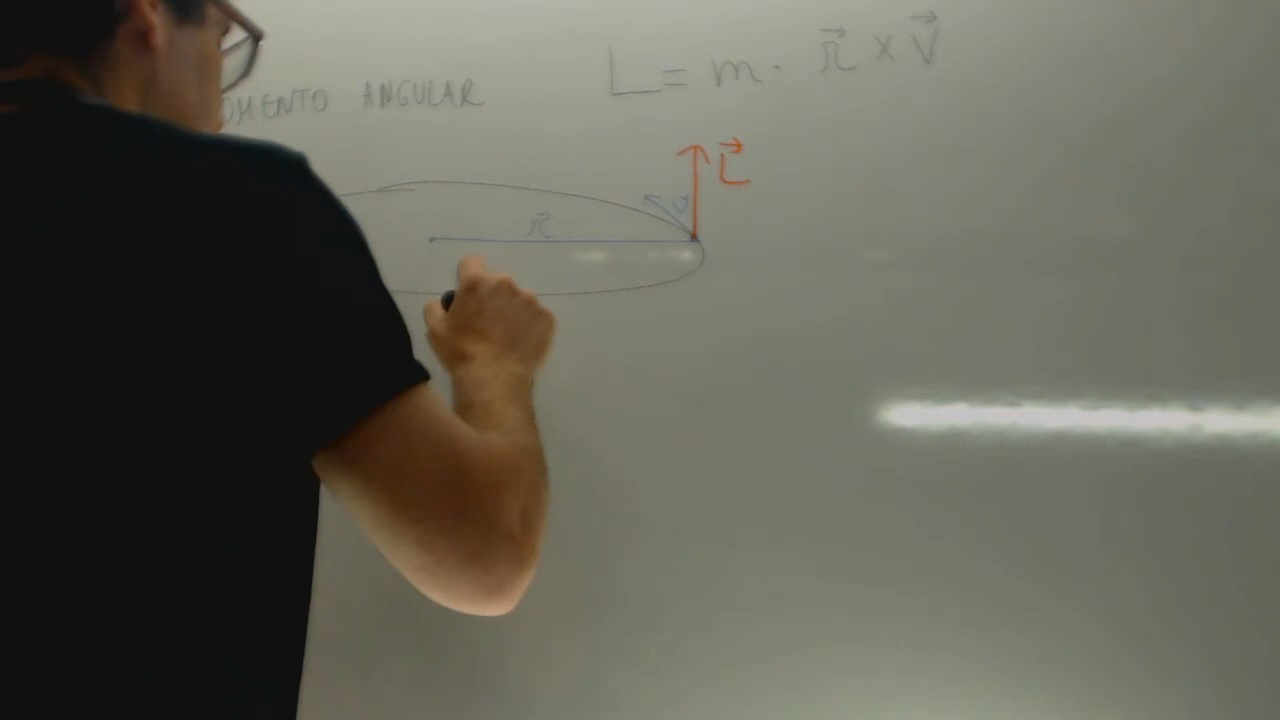 OMENTO ANGULAR
L = m · r⃗ × v⃗
L⃗
v
r⃗